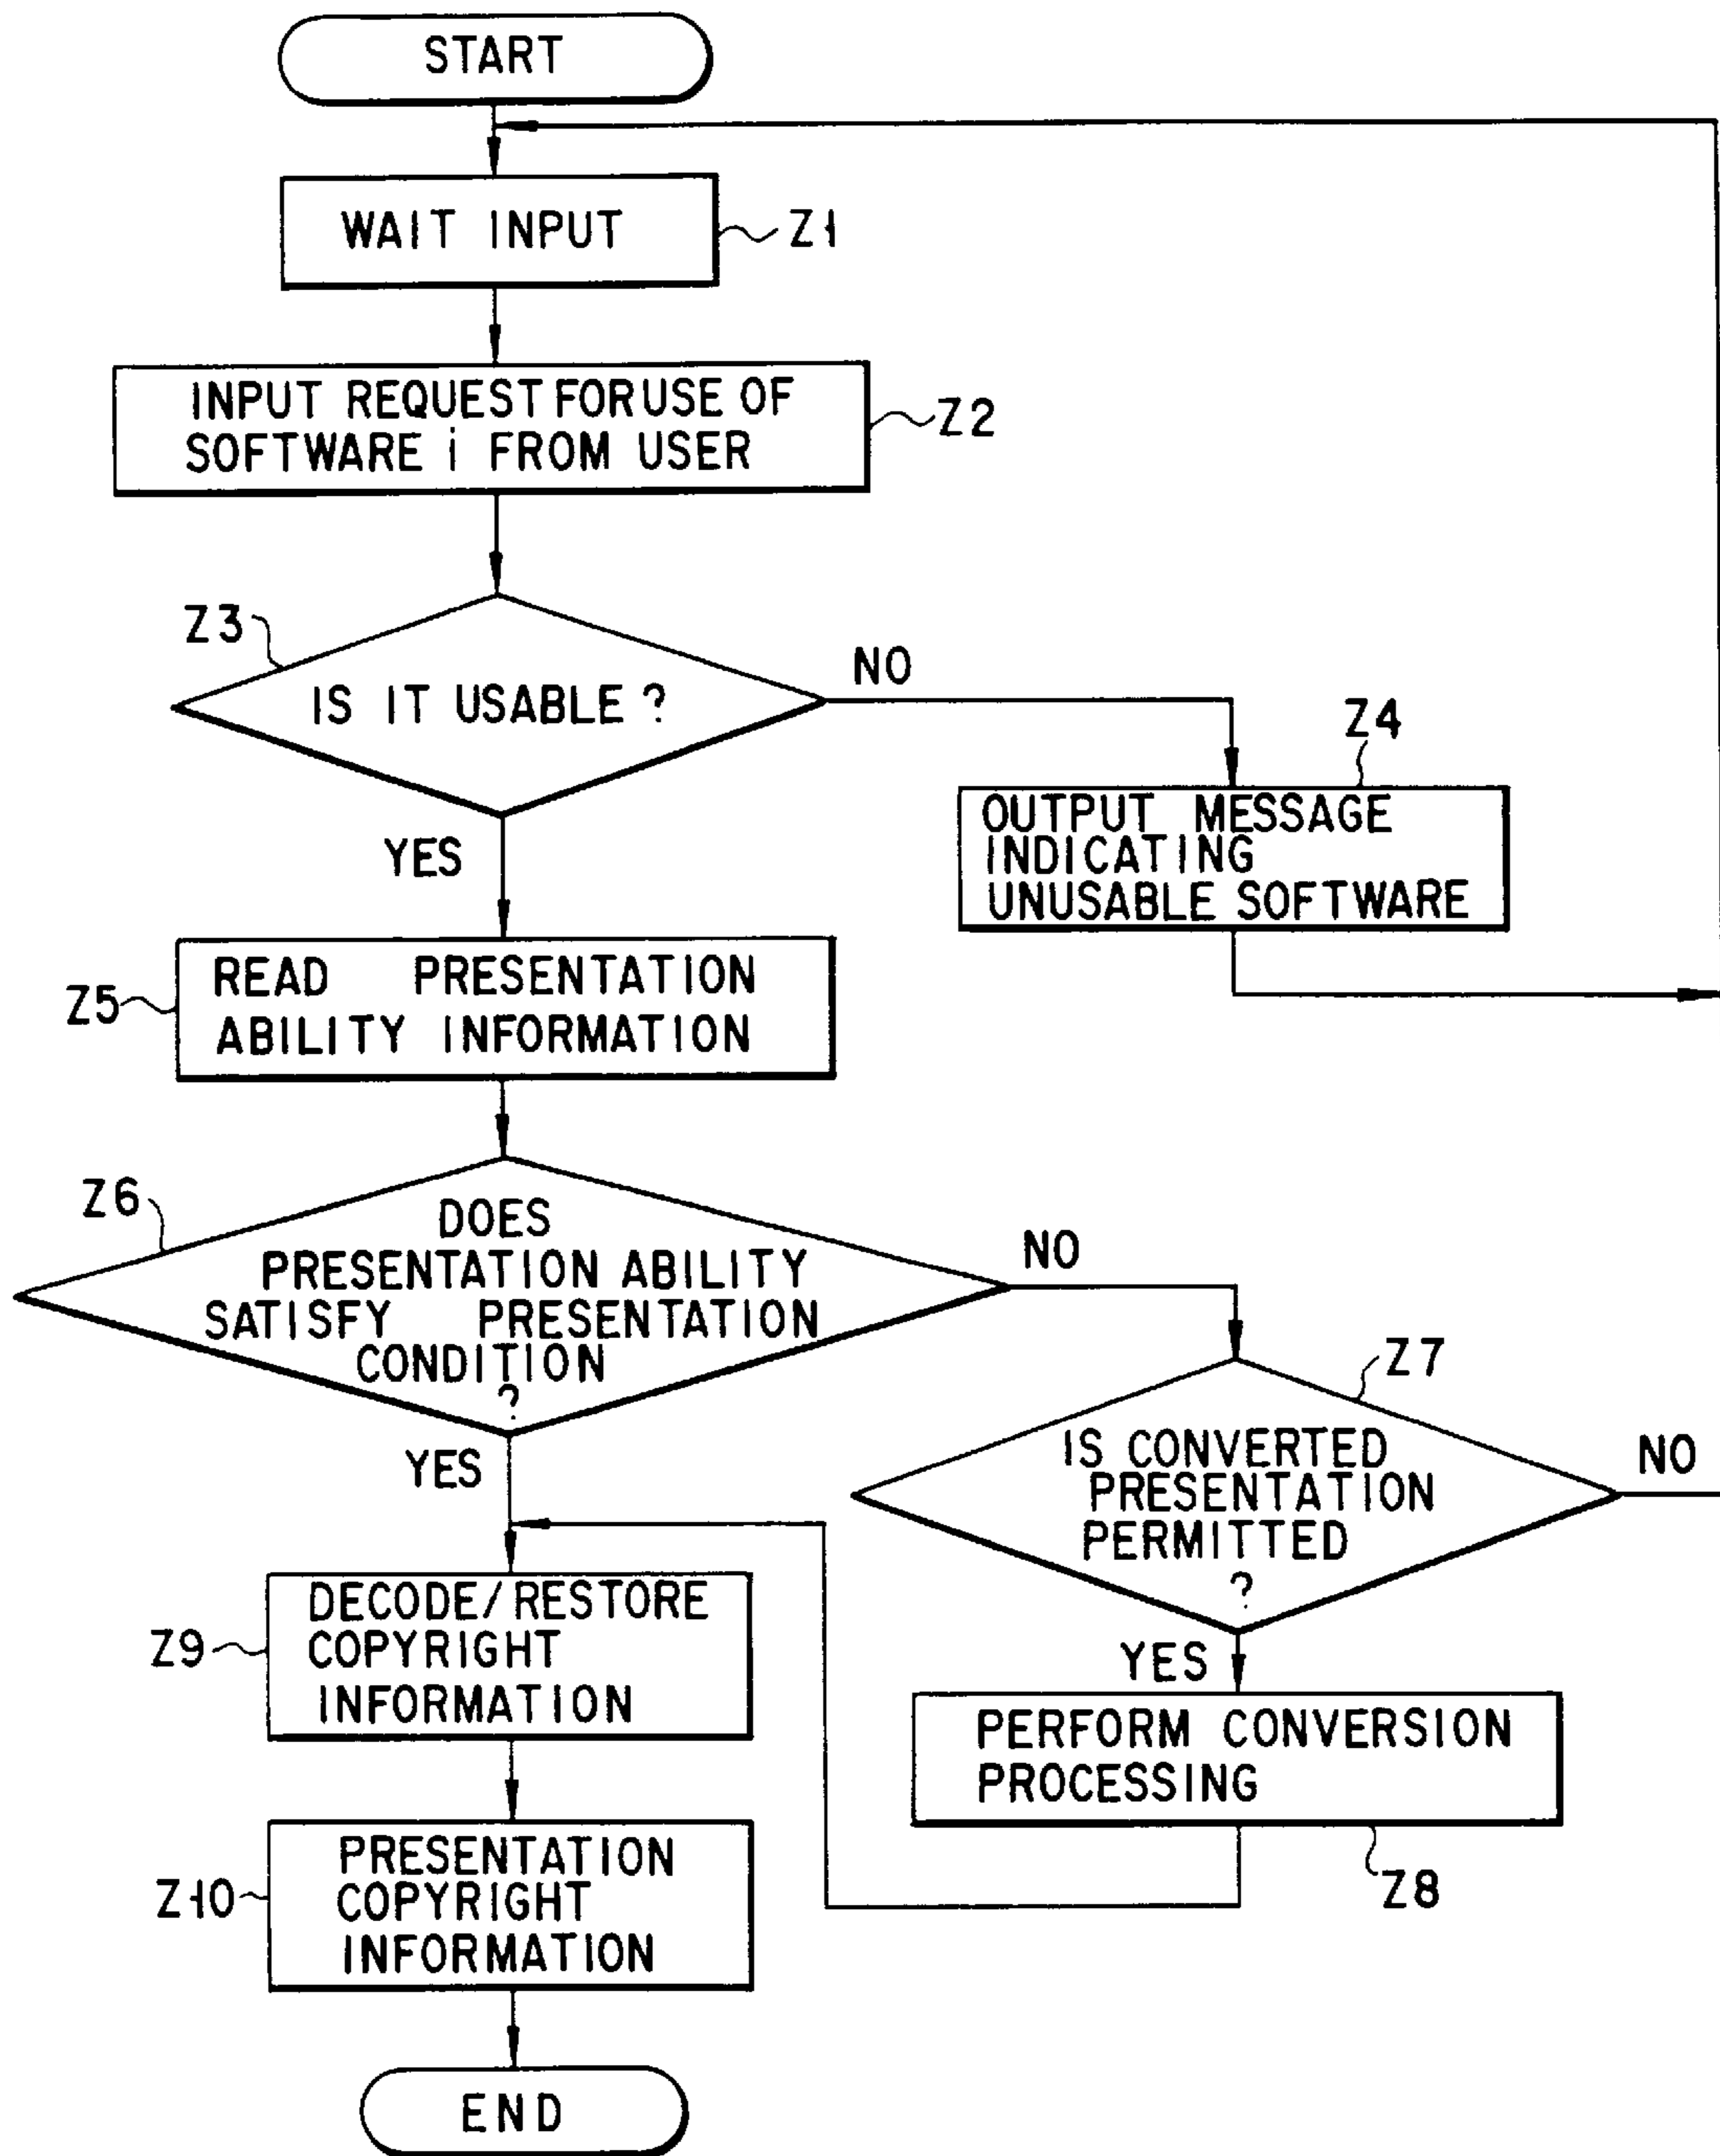 START
WAIT INPUT
Z1
INPUT REQUEST FOR USE OF
SOFTWARE i FROM USER
Z2
Z3
IS IT USABLE ?
NO
YES
Z4
OUTPUT MESSAGE
INDICATING
UNUSABLE SOFTWARE
Z5
READ PRESENTATION
ABILITY INFORMATION
Z6
DOES
PRESENTATION ABILITY
SATISFY PRESENTATION
CONDITION
?
NO
YES
Z7
IS CONVERTED
PRESENTATION
PERMITTED
?
NO
YES
PERFORM CONVERSION
PROCESSING
Z8
Z9
DECODE/RESTORE
COPYRIGHT
INFORMATION
Z10
PRESENTATION
COPYRIGHT
INFORMATION
END